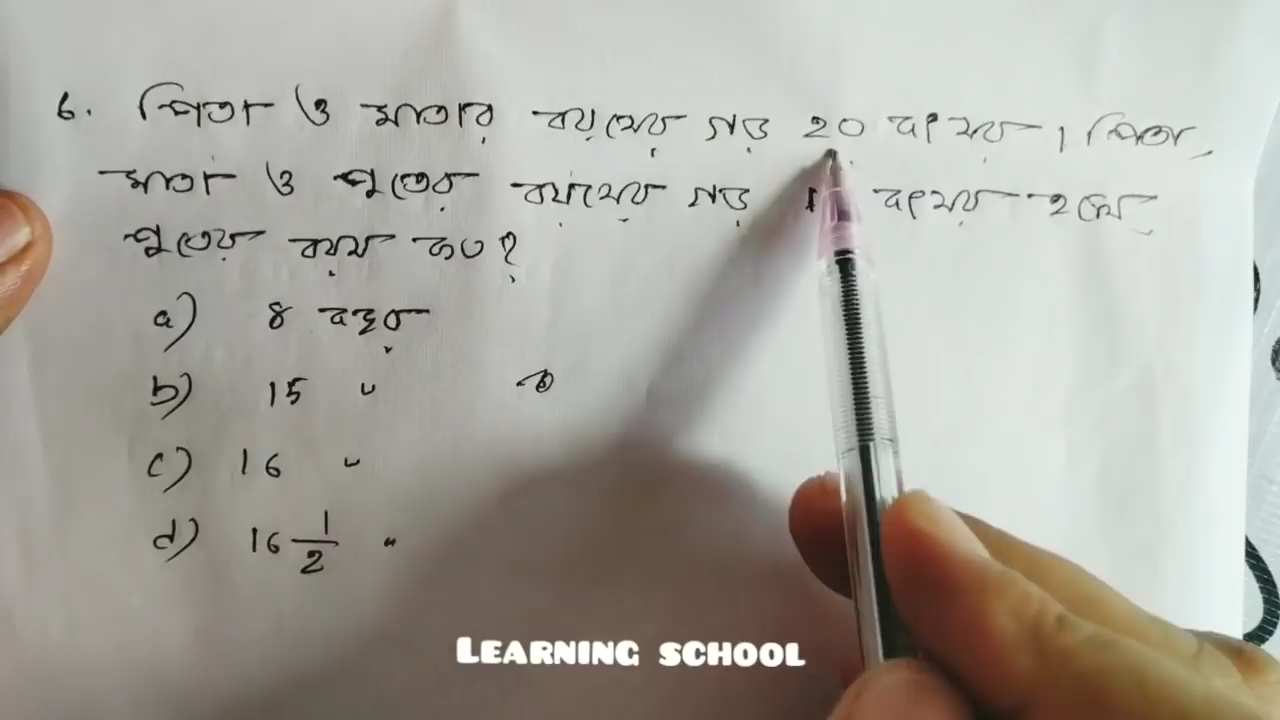 6. পিতা ও মাতার বয়সের গড় 20 বৎসর। পিতা,
মাতা ও পুত্রের বয়সের গড় বৎসর হলে
পুত্রের বয়স কত?
a) 8 বছর
b) 15 "
c) 16 "
d) 16 1/2 "
LEARNING SCHOOL